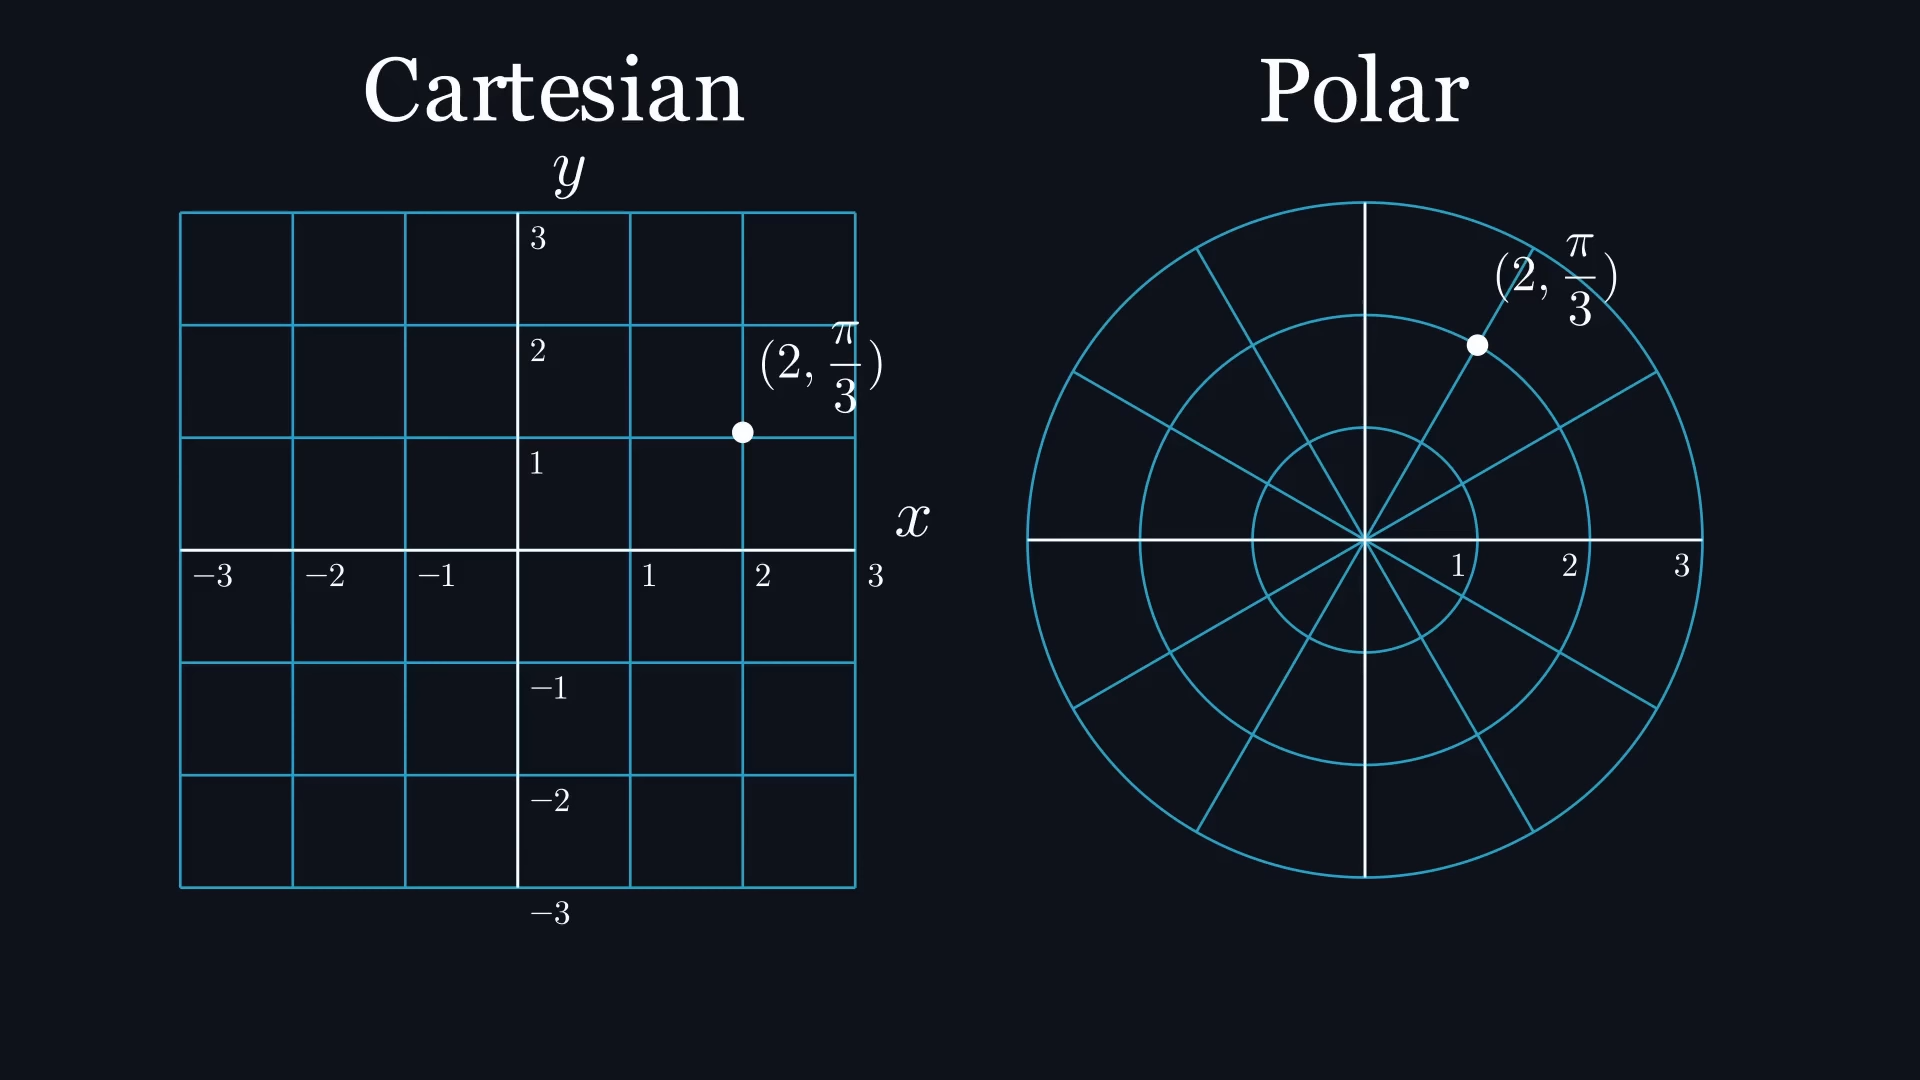 Cartesian
y
3
2
(2, π/3)
1
x
−3 −2 −1 1 2 3
−1
−2
−3
Polar
(2, π/3)
1 2 3